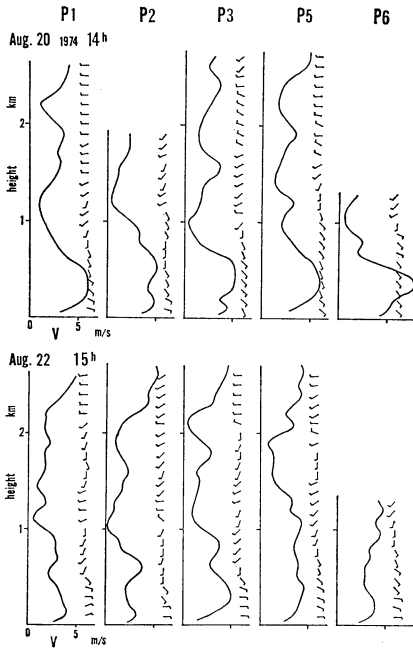 P1 P2 P3 P5 P6
Aug. 20 1974 14h
km
2
height
1
0 V 5 m/s
Aug. 22 15h
km
2
height
1
0 V 5 m/s